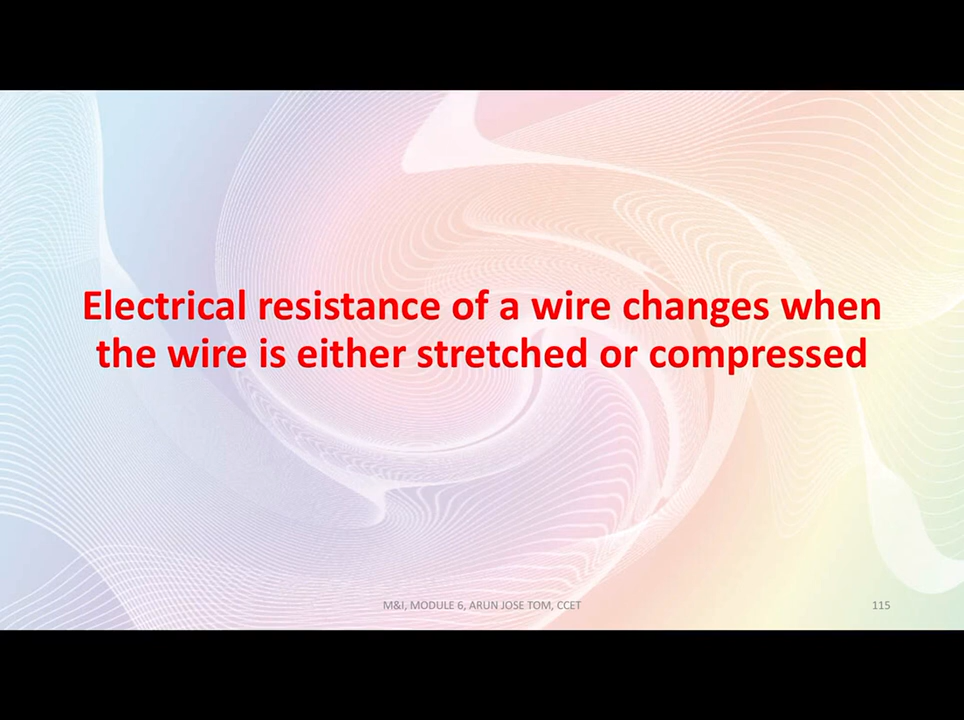 Electrical resistance of a wire changes when
the wire is either stretched or compressed
M&I, MODULE 6, ARUN JOSE TOM, CCET
115